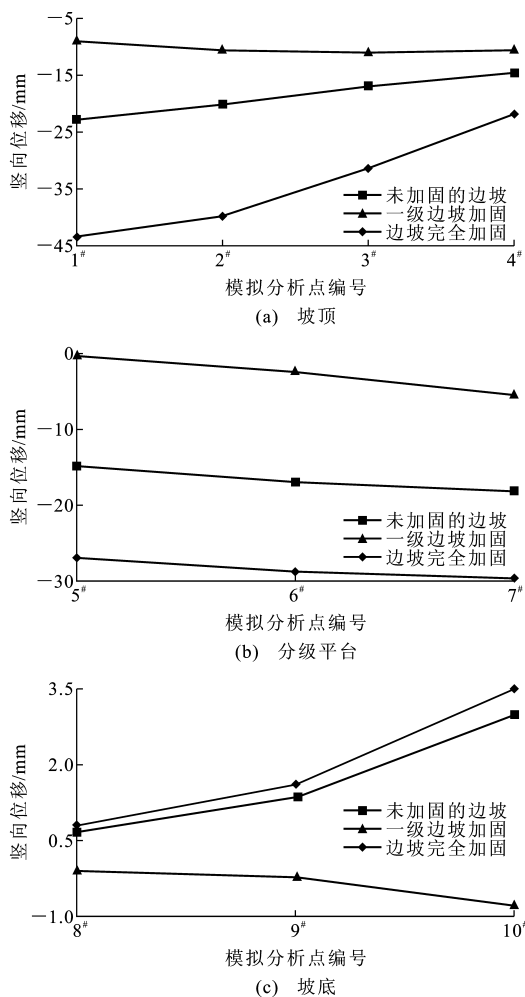 −5
−15
−25
−35
−45
竖向位移/mm
未加固的边坡
一级边坡加固
边坡完全加固
1# 2# 3# 4#
模拟分析点编号
(a) 坡顶
0
−10
−20
−30
竖向位移/mm
未加固的边坡
一级边坡加固
边坡完全加固
5# 6# 7#
模拟分析点编号
(b) 分级平台
3.5
2.0
0.5
−1.0
竖向位移/mm
未加固的边坡
一级边坡加固
边坡完全加固
8# 9# 10#
模拟分析点编号
(c) 坡底